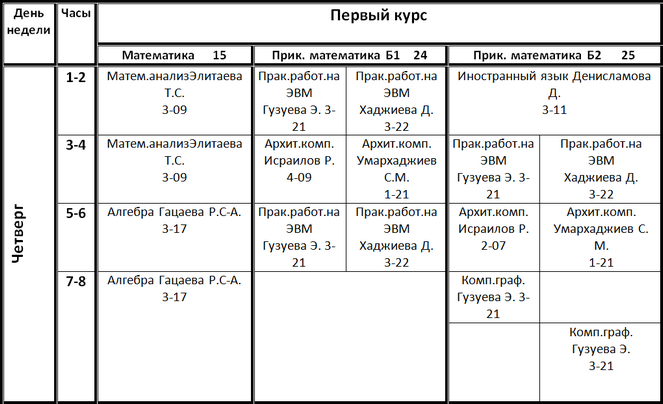 День недели
Часы
Первый курс
Математика 15
Прик. математика Б1 24
Прик. математика Б2 25
Четверг
1-2
Матем.анализЭлитаева
Т.С.
3-09
Прак.работ.на
ЭВМ
Гузуева Э. 3-
21
Прак.работ.на
ЭВМ
Хаджиева Д.
3-22
Иностранный язык Денисламова
Д.
3-11
3-4
Матем.анализЭлитаева
Т.С.
3-09
Архит.комп.
Исраилов Р.
4-09
Архит.комп.
Умархаджиев
С.М.
1-21
Прак.работ.на
ЭВМ
Гузуева Э. 3-
21
Прак.работ.на
ЭВМ
Хаджиева Д.
3-22
5-6
Алгебра Гацаева Р.С-А.
3-17
Прак.работ.на
ЭВМ
Гузуева Э. 3-
21
Прак.работ.на
ЭВМ
Хаджиева Д.
3-22
Архит.комп.
Исраилов Р.
2-07
Архит.комп.
Умархаджиев С.
М.
1-21
7-8
Алгебра Гацаева Р.С-А.
3-17
Комп.граф.
Гузуева Э. 3-
21
Комп.граф.
Гузуева Э.
3-21